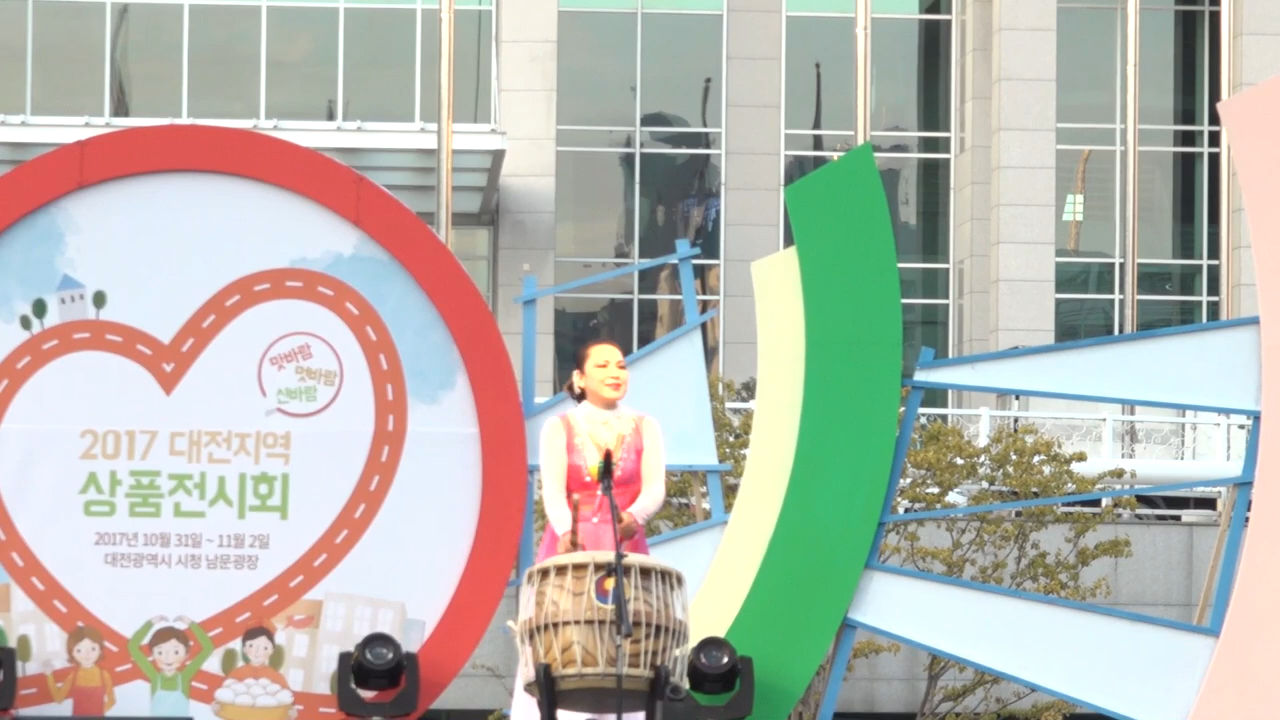 맛바람
멋바람
신바람
2017 대전지역
상품전시회
2017년 10월 31일 ~ 11월 2일
대전광역시 시청 남문광장